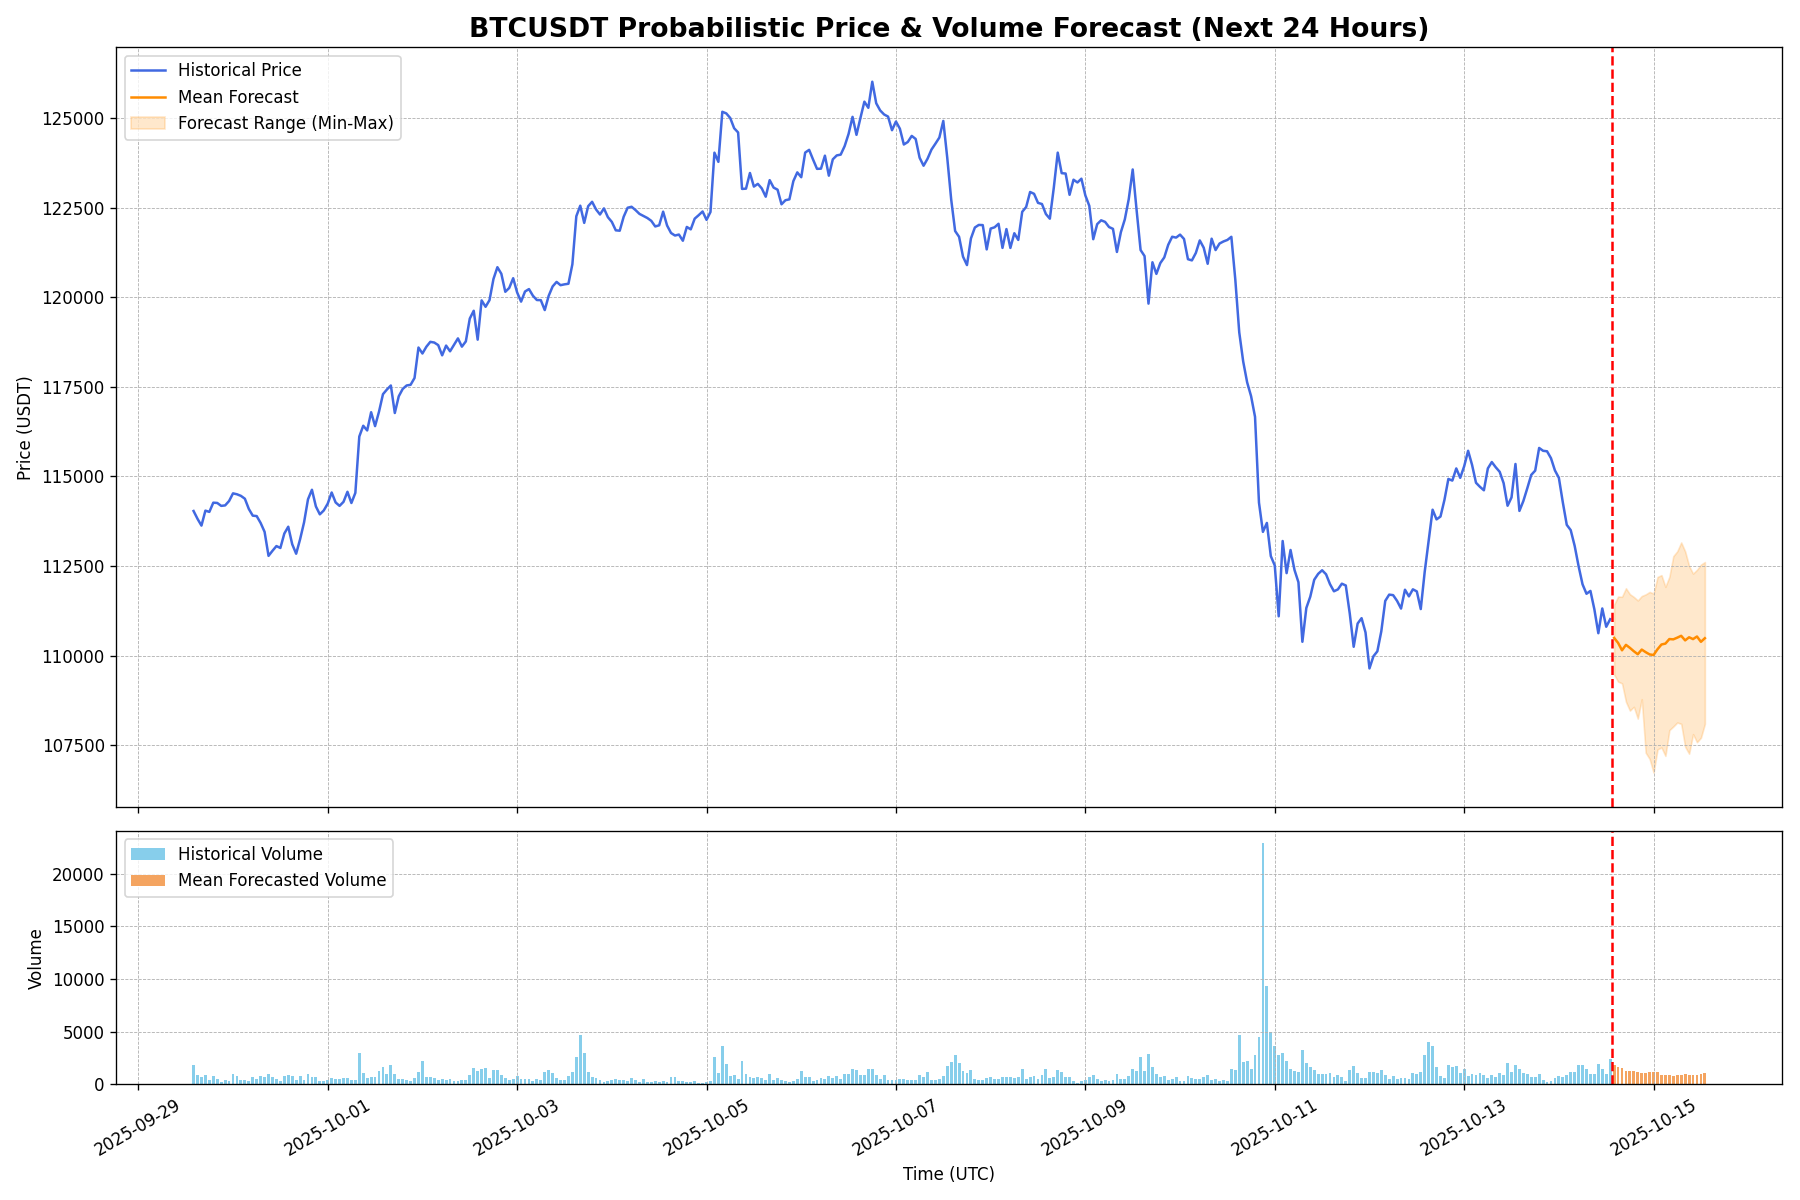 BTCUSDT Probabilistic Price & Volume Forecast (Next 24 Hours)
Historical Price
Mean Forecast
Forecast Range (Min-Max)
Price (USDT)
125000
122500
120000
117500
115000
112500
110000
107500
Historical Volume
Mean Forecasted Volume
Volume
20000
15000
10000
5000
0
2025-09-29
2025-10-01
2025-10-03
2025-10-05
2025-10-07
2025-10-09
2025-10-11
2025-10-13
2025-10-15
Time (UTC)